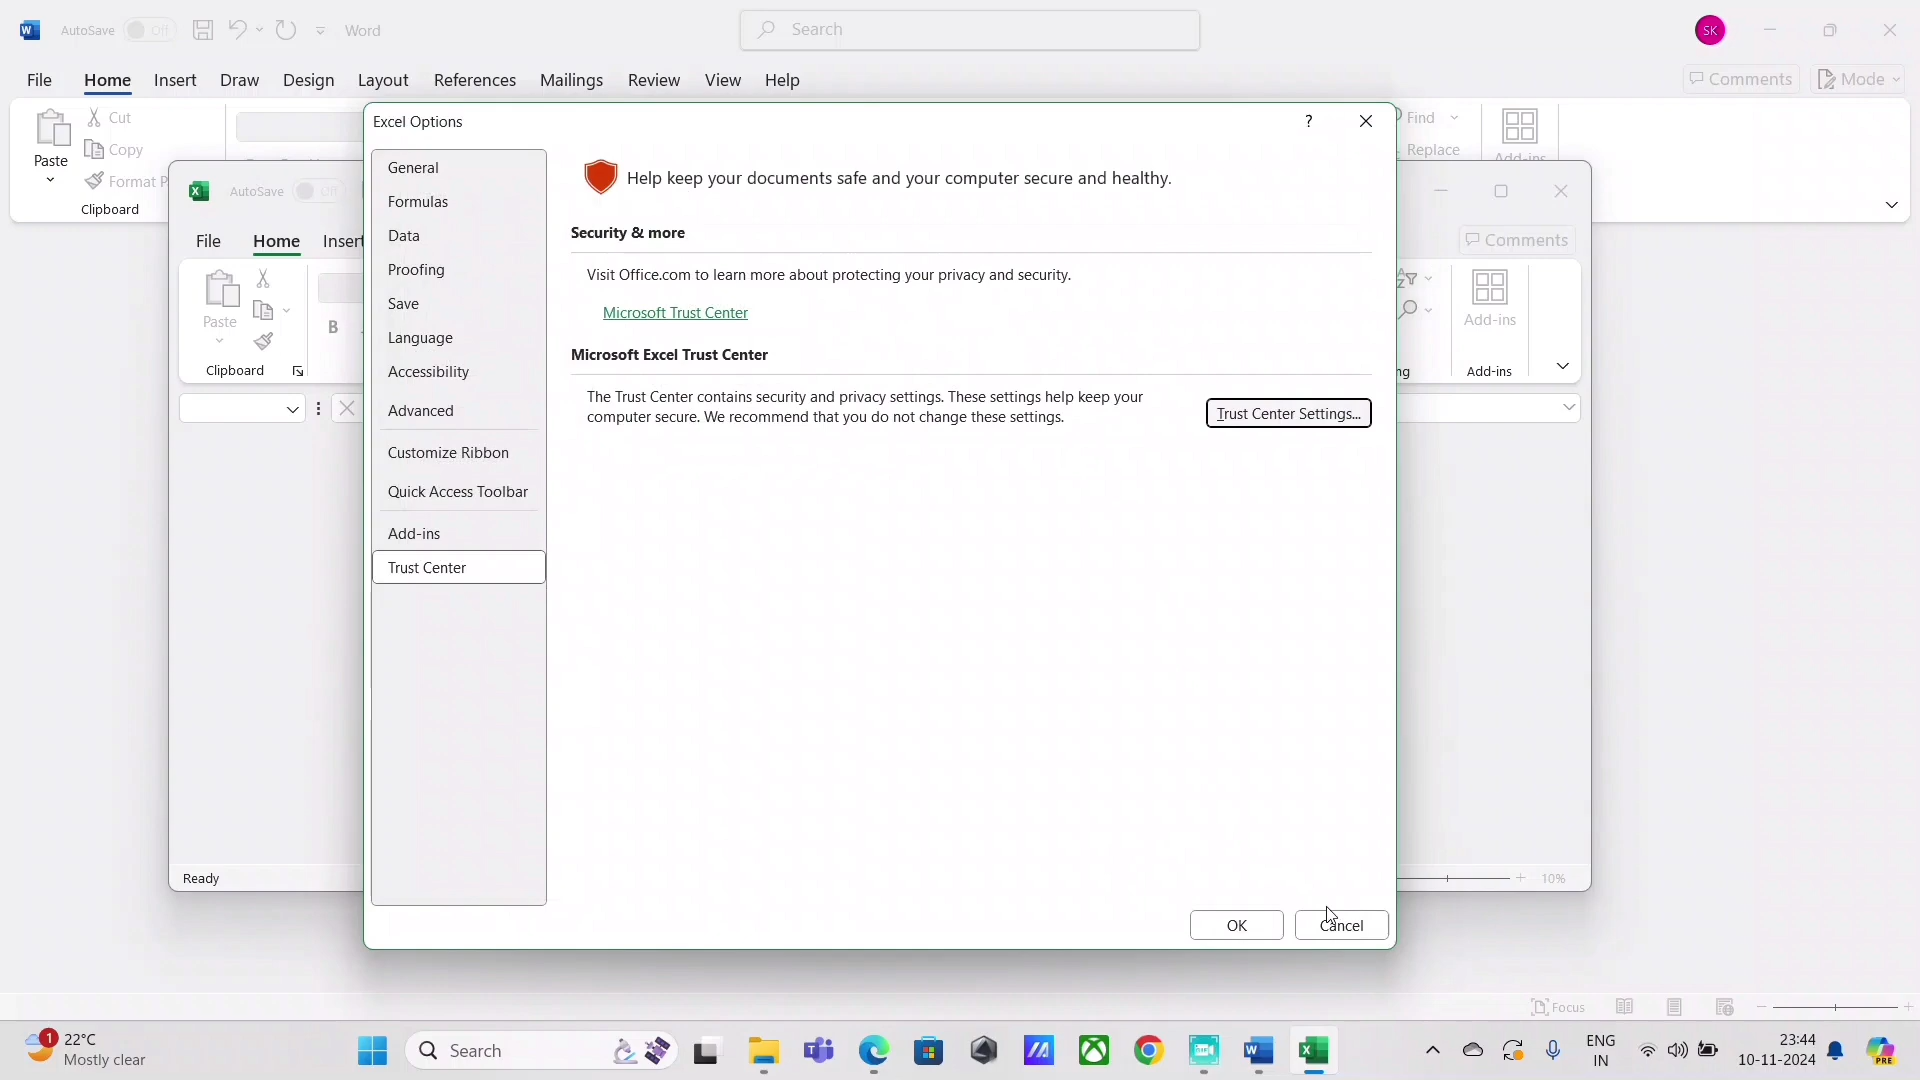 AutoSave Off Word
Search
SK
File Home Insert Draw Design Layout References Mailings Review View Help
Comments Mode
Paste
Cut
Copy
Format P
Clipboard
Find
Replace
Add-ins
AutoSave Off
File Home Insert
Comments
Paste
B
Clipboard
Add-ins
ng
Add-ins
Excel Options
?
General
Formulas
Data
Proofing
Save
Language
Accessibility
Advanced
Customize Ribbon
Quick Access Toolbar
Add-ins
Trust Center
Help keep your documents safe and your computer secure and healthy.
Security & more
Visit Office.com to learn more about protecting your privacy and security.
Microsoft Trust Center
Microsoft Excel Trust Center
The Trust Center contains security and privacy settings. These settings help keep your
computer secure. We recommend that you do not change these settings.
Trust Center Settings...
OK Cancel
Ready
10%
Focus
1
22°C
Mostly clear
Search
ENG
IN
23:44
10-11-2024
PRE